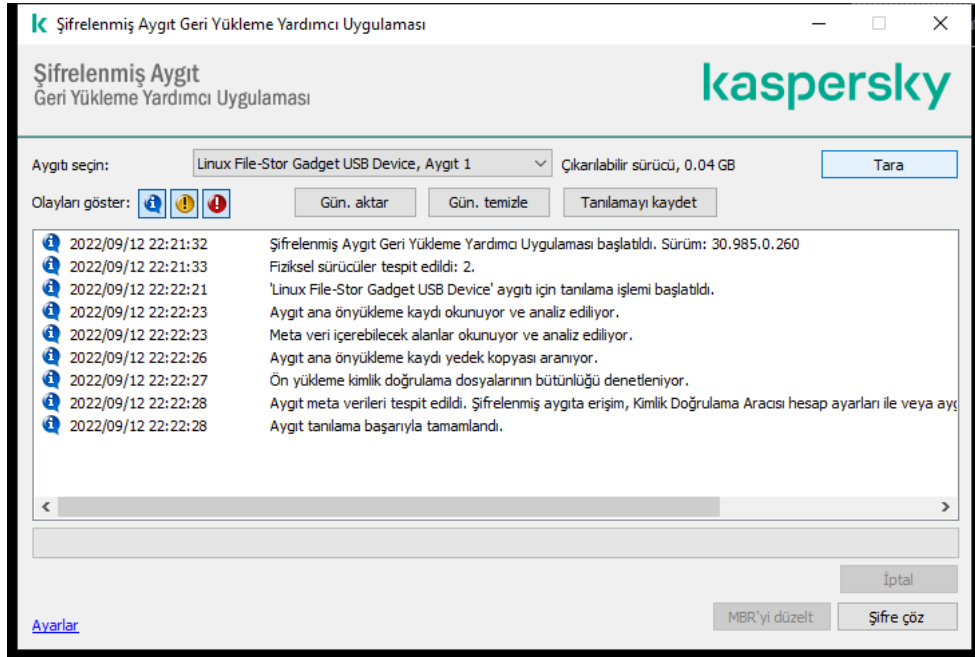 Şifrelenmiş Aygıt Geri Yükleme Yardımcı Uygulaması
Şifrelenmiş Aygıt
Geri Yükleme Yardımcı Uygulaması
kaspersky
Aygıtı seçin: Linux File-Stor Gadget USB Device, Aygıt 1 Çıkarılabilir sürücü, 0.04 GB Tara
Olayları göster: Gün. aktar Gün. temizle Tanılamayı kaydet
2022/09/12 22:21:32 Şifrelenmiş Aygıt Geri Yükleme Yardımcı Uygulaması başlatıldı. Sürüm: 30.985.0.260
2022/09/12 22:21:33 Fiziksel sürücüler tespit edildi: 2.
2022/09/12 22:22:21 'Linux File-Stor Gadget USB Device' aygıtı için tanılama işlemi başlatıldı.
2022/09/12 22:22:23 Aygıt ana önyükleme kaydı okunuyor ve analiz ediliyor.
2022/09/12 22:22:23 Meta veri içerebilecek alanlar okunuyor ve analiz ediliyor.
2022/09/12 22:22:26 Aygıt ana önyükleme kaydı yedek kopyası aranıyor.
2022/09/12 22:22:27 Ön yükleme kimlik doğrulama dosyalarının bütünlüğü denetleniyor.
2022/09/12 22:22:28 Aygıt meta verileri tespit edildi. Şifrelenmiş aygıta erişim, Kimlik Doğrulama Aracısı hesap ayarları ile veya
2022/09/12 22:22:28 Aygıt tanılama başarıyla tamamlandı.
İptal
Ayarlar MBR'yi düzelt Şifre çöz